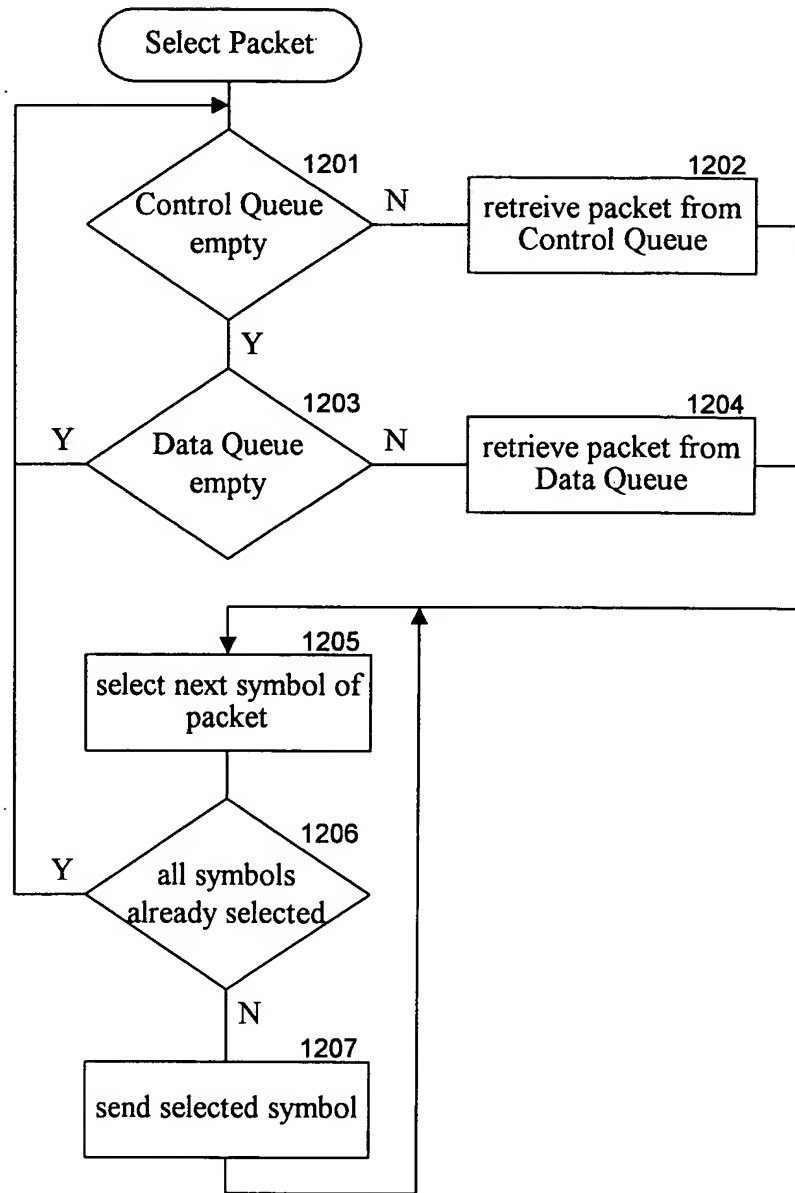 Select Packet
1201
Control Queue
empty
N
1202
retreive packet from
Control Queue
Y
1203
Y
Data Queue
empty
N
1204
retrieve packet from
Data Queue
1205
select next symbol of
packet
1206
Y
all symbols
already selected
N
1207
send selected symbol